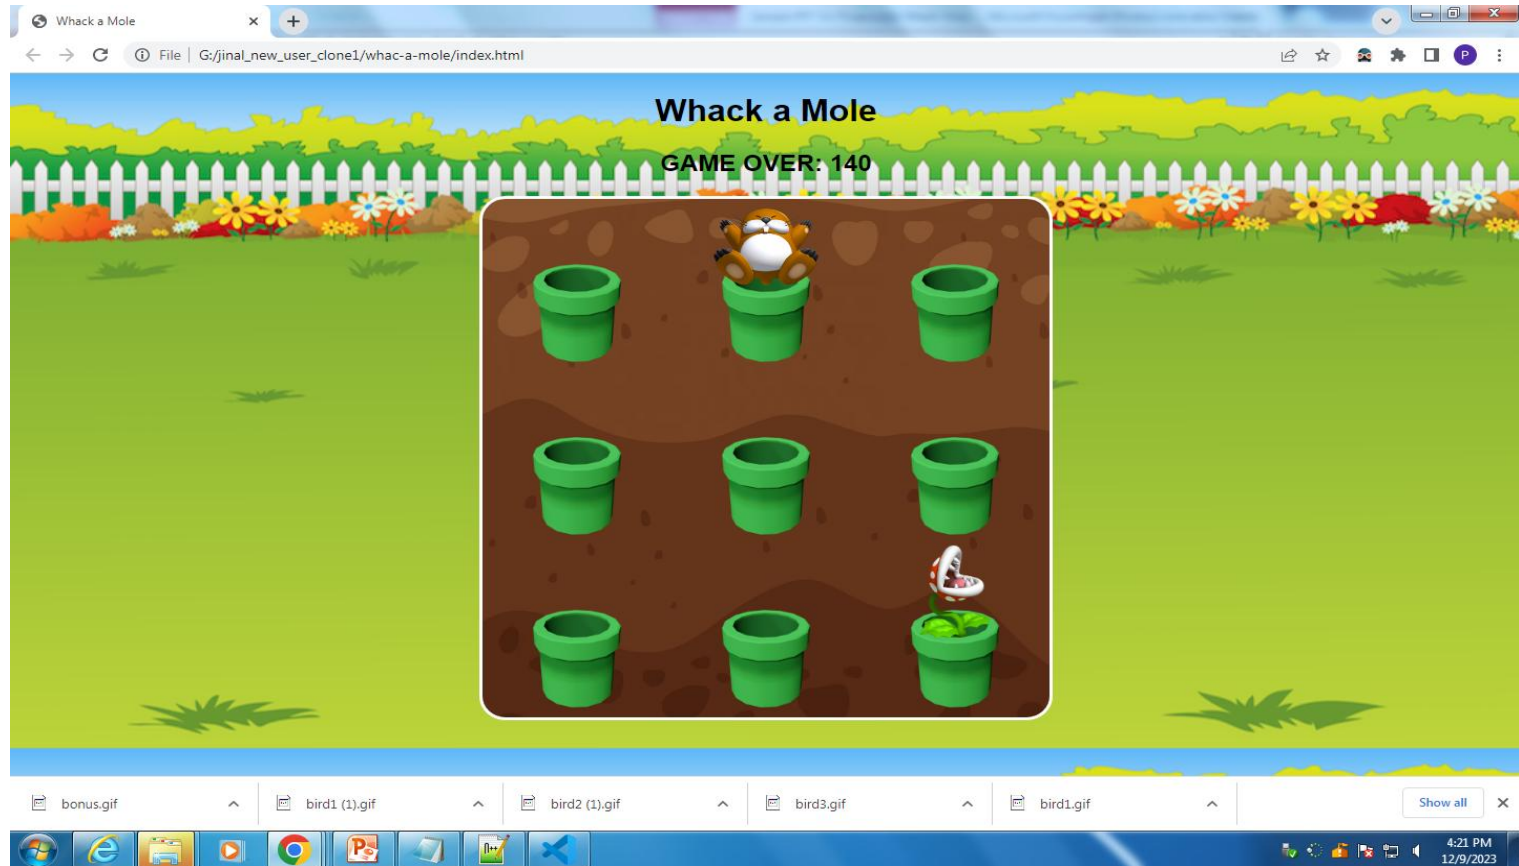 Whack a Mole
File
G:/jinal_new_user_clone1/whac-a-mole/index.html
P
Whack a Mole
GAME OVER: 140
bonus.gif
bird1 (1).gif
bird2 (1).gif
bird3.gif
bird1.gif
Show all
4:21 PM
12/9/2023